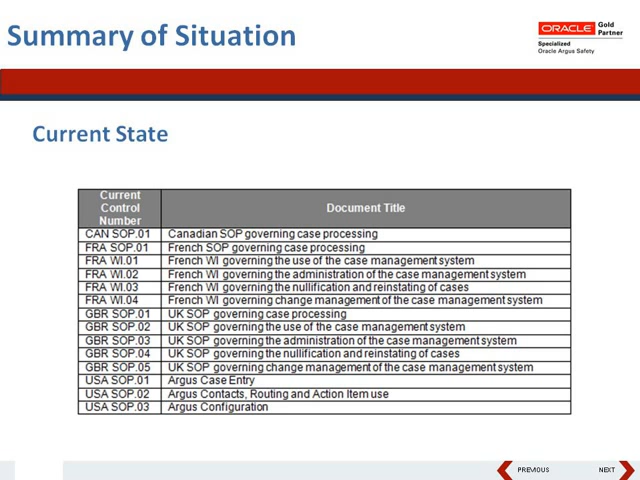 Summary of Situation
ORACLE Gold
Partner
Specialized
Oracle Argus Safety
Current State
Current
Control
Number
Document Title
CAN SOP.01 Canadian SOP governing case processing
FRA SOP.01 French SOP governing case processing
FRA WI.01 French WI governing the use of the case management system
FRA WI.02 French WI governing the administration of the case management system
FRA WI.03 French WI governing the nullification and reinstating of cases
FRA WI.04 French WI governing change management of the case management system
GBR SOP.01 UK SOP governing case processing
GBR SOP.02 UK SOP governing the use of the case management system
GBR SOP.03 UK SOP governing the administration of the case management system
GBR SOP.04 UK SOP governing the nullification and reinstating of cases
GBR SOP.05 UK SOP governing change management of the case management system
USA SOP.01 Argus Case Entry
USA SOP.02 Argus Contacts, Routing and Action Item use
USA SOP.03 Argus Configuration
PREVIOUS NEXT